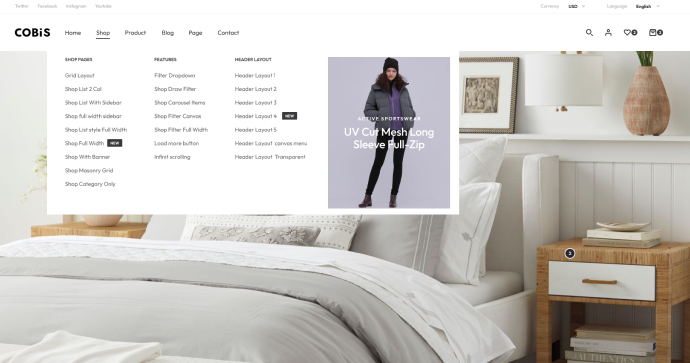 Twitter Facebook Instagram Youtube
Currency USD Language English
COBiS
Home Shop Product Blog Page Contact
SHOP PAGES
Grid Layout
Shop List 2 Col
Shop List With Sidebar
Shop full width sidebar
Shop List style Full Width
Shop Full Width NEW
Shop With Banner
Shop Masonry Grid
Shop Category Only
FEATURES
Filter Dropdown
Shop Draw Filter
Shop Carousel Items
Shop Filter Canvas
Shop Filter Full Width
Load more button
Infinit scrolling
HEADER LAYOUT
Header Layout 1
Header Layout 2
Header Layout 3
Header Layout 4 NEW
Header Layout 5
Header Layout canvas menu
Header Layout Transparent
ACTIVE SPORTSWEAR
UV Cut Mesh Long
Sleeve Full-Zip
2